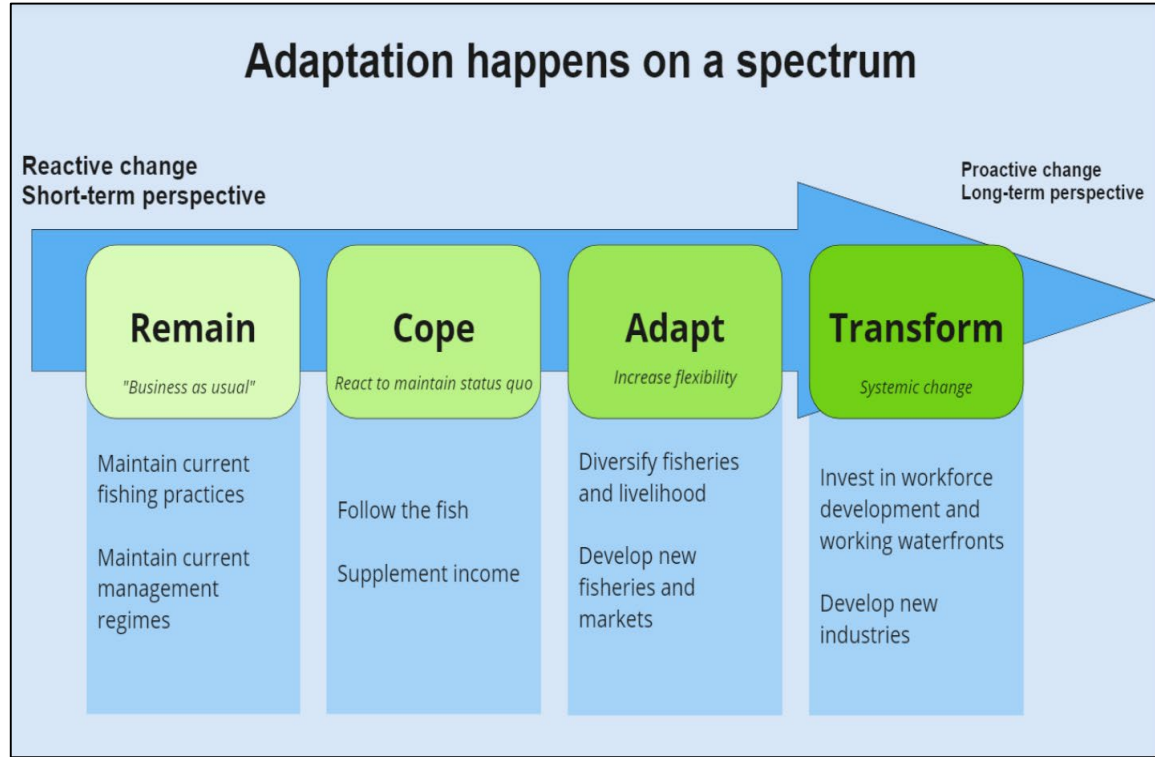 Adaptation happens on a spectrum
Reactive change
Short-term perspective
Proactive change
Long-term perspective
Remain
"Business as usual"
Maintain current
fishing practices
Maintain current
management
regimes
Cope
React to maintain status quo
Follow the fish
Supplement income
Adapt
Increase flexibility
Diversify fisheries
and livelihood
Develop new
fisheries and
markets
Transform
Systemic change
Invest in workforce
development and
working waterfronts
Develop new
industries